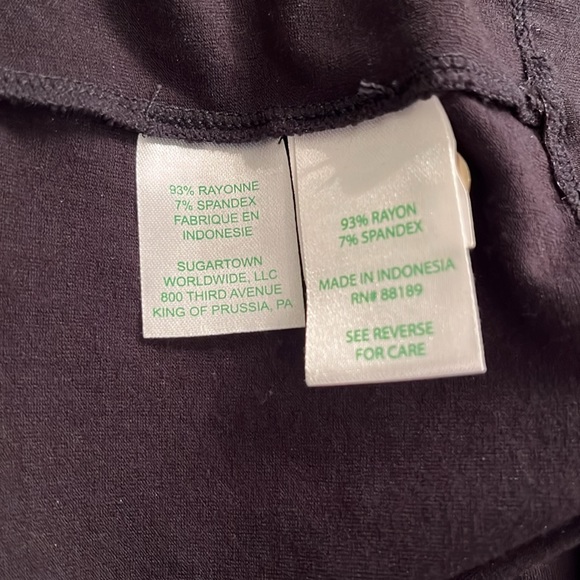 93% RAYONNE
7% SPANDEX
FABRIQUE EN
INDONESIE
SUGARTOWN
WORLDWIDE, LLC
800 THIRD AVENUE
KING OF PRUSSIA, PA
93% RAYON
7% SPANDEX
MADE IN INDONESIA
RN# 88189
SEE REVERSE
FOR CARE